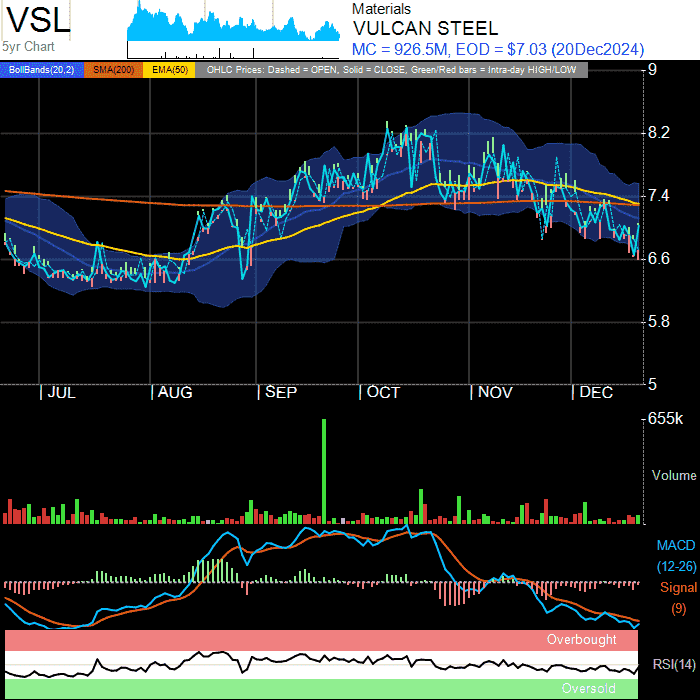 VSL
5yr Chart
Materials
VULCAN STEEL
MC = 926.5M, EOD = $7.03 (20Dec2024)
BollBands(20,2) SMA(200) EMA(50) OHLC Prices: Dashed = OPEN, Solid = CLOSE, Green/Red bars = Intra-day HIGH/LOW
9
8.2
7.4
6.6
5.8
5
JUL AUG SEP OCT NOV DEC
655k
Volume
MACD
(12-26)
Signal
(9)
Overbought
RSI(14)
Oversold